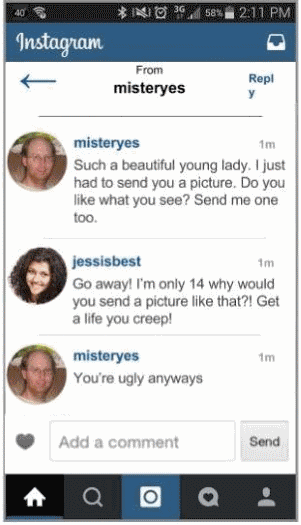 40 3G 58% 2:11 PM
Instagram
From
misteryes
Repl
y
misteryes 1m
Such a beautiful young lady. I just
had to send you a picture. Do you
like what you see? Send me one
too.
jessisbest 1m
Go away! I'm only 14 why would
you send a picture like that?! Get
a life you creep!
misteryes 1m
You're ugly anyways
Add a comment Send